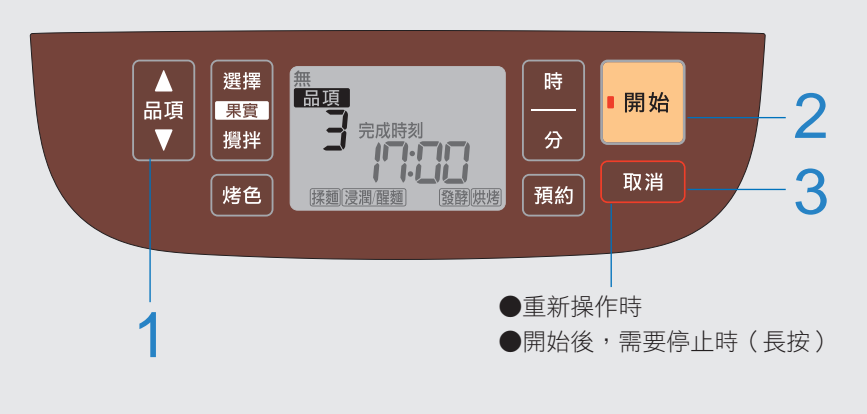 ▲
品項
▼
選擇
果實
攪拌
烤色
無
品項
3
完成時刻
17:00
揉麵 浸潤/醒麵 發酵 烘烤
時
分
預約
開始
取消
1
2
3
●重新操作時
●開始後，需要停止時（長按）